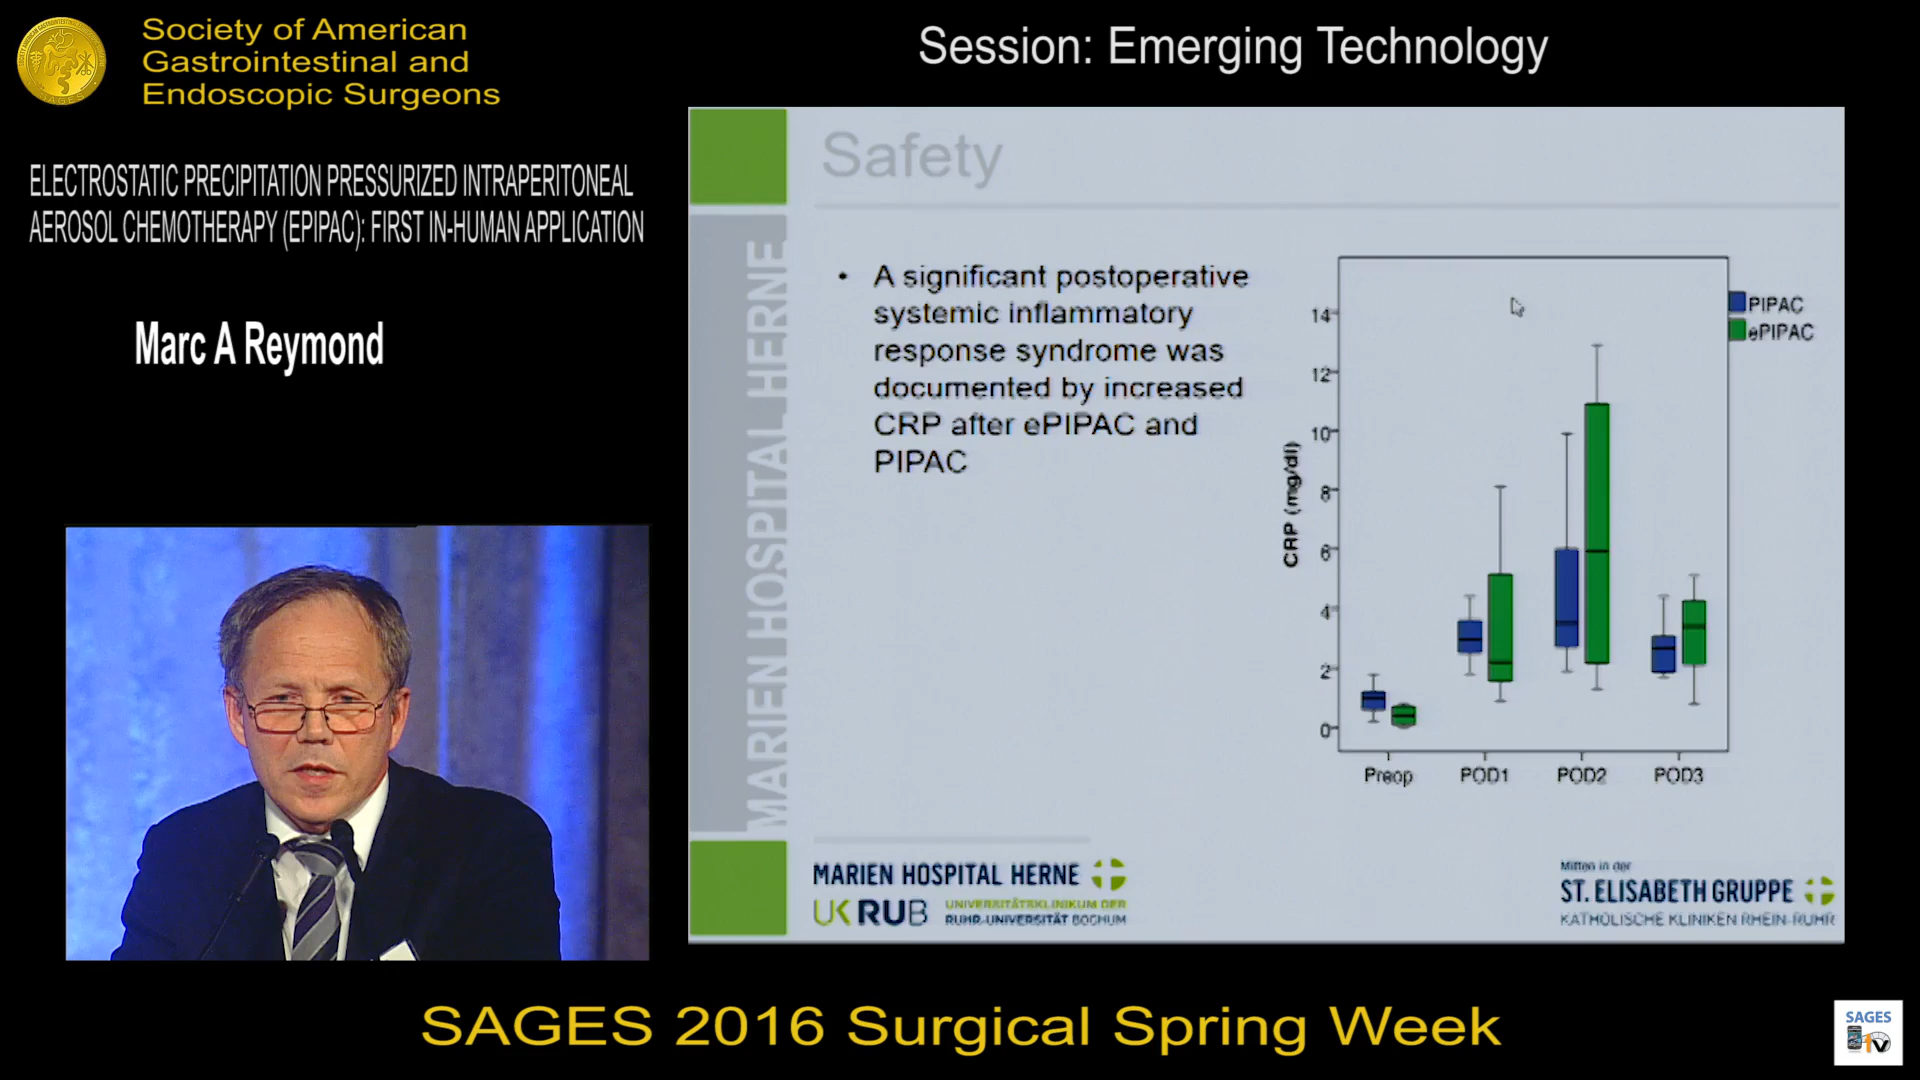 Society of American
Gastrointestinal and
Endoscopic Surgeons
Session: Emerging Technology
ELECTROSTATIC PRECIPITATION PRESSURIZED INTRAPERITONEAL
AEROSOL CHEMOTHERAPY (EPIPAC): FIRST IN-HUMAN APPLICATION
Marc A Reymond
Safety
MARIEN HOSPITAL HERNE
• A significant postoperative
systemic inflammatory
response syndrome was
documented by increased
CRP after ePIPAC and
PIPAC
CRP (mg/dl)
14
12
10
8
6
4
2
0
Preop POD1 POD2 POD3
PIPAC
ePIPAC
MARIEN HOSPITAL HERNE
UK RUB
UNIVERSITÄTSKLINIKUM DER
RUHR-UNIVERSITÄT BOCHUM
Mitten in der
ST. ELISABETH GRUPPE
KATHOLISCHE KLINIKEN RHEIN-RUHR
SAGES 2016 Surgical Spring Week
SAGES
TV